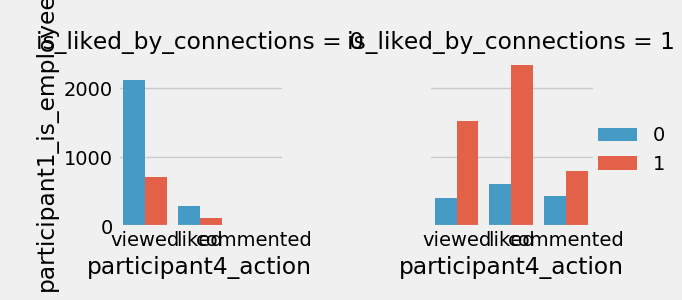 is_liked_by_connections = 0
is_liked_by_connections = 1
participant1_is_employee
2000
1000
0
viewed liked commented
viewed liked commented
participant4_action
participant4_action
0
1